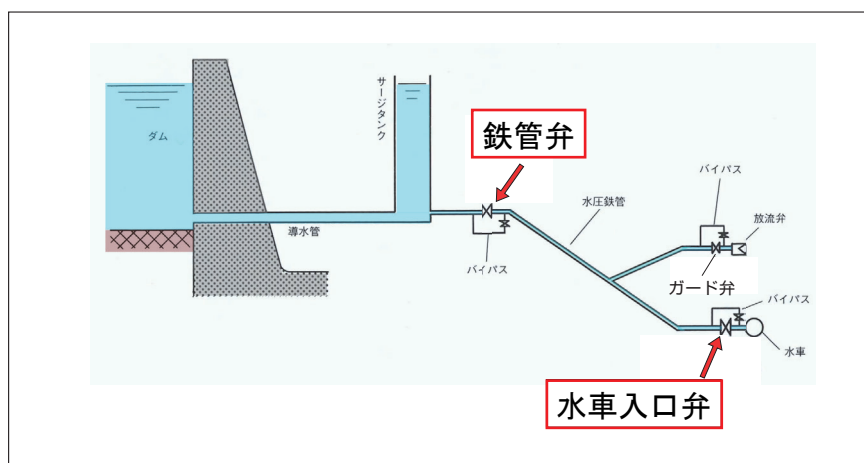 サージタンク
ダム
鉄管弁
バイパス
水圧鉄管
放流弁
導水管
バイパス
ガード弁
バイパス
水車
水車入口弁